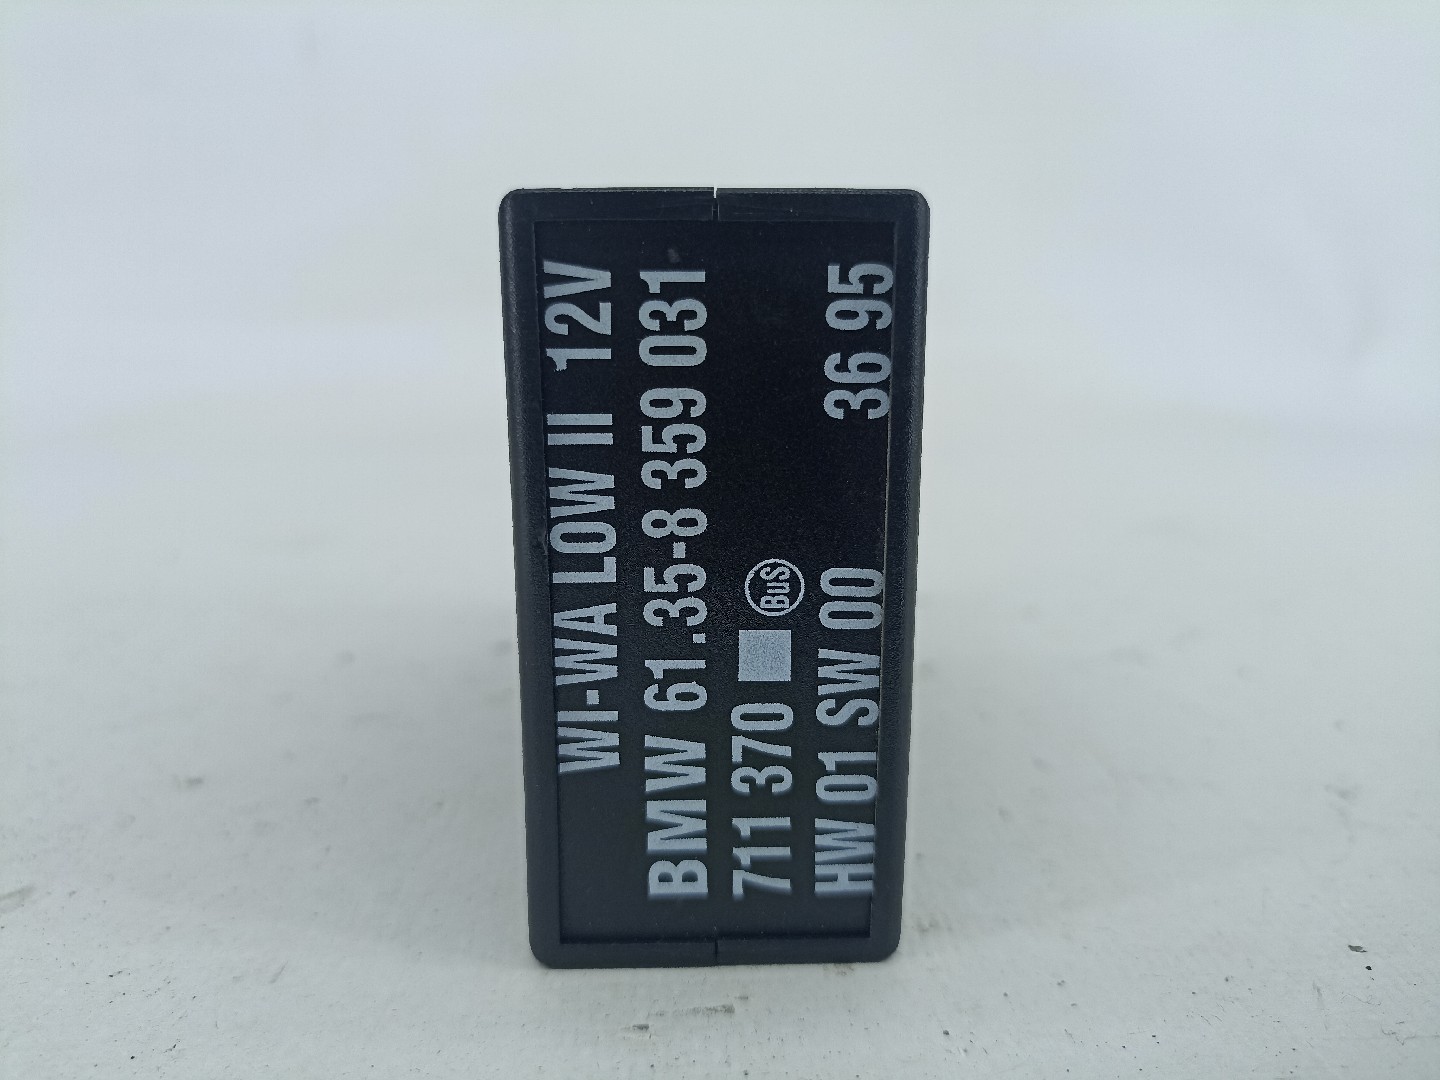 WI-WA LOW II 12V
BMW 61.35-8 359 031
711 370 BuS
HW 01 SW 00 36 95